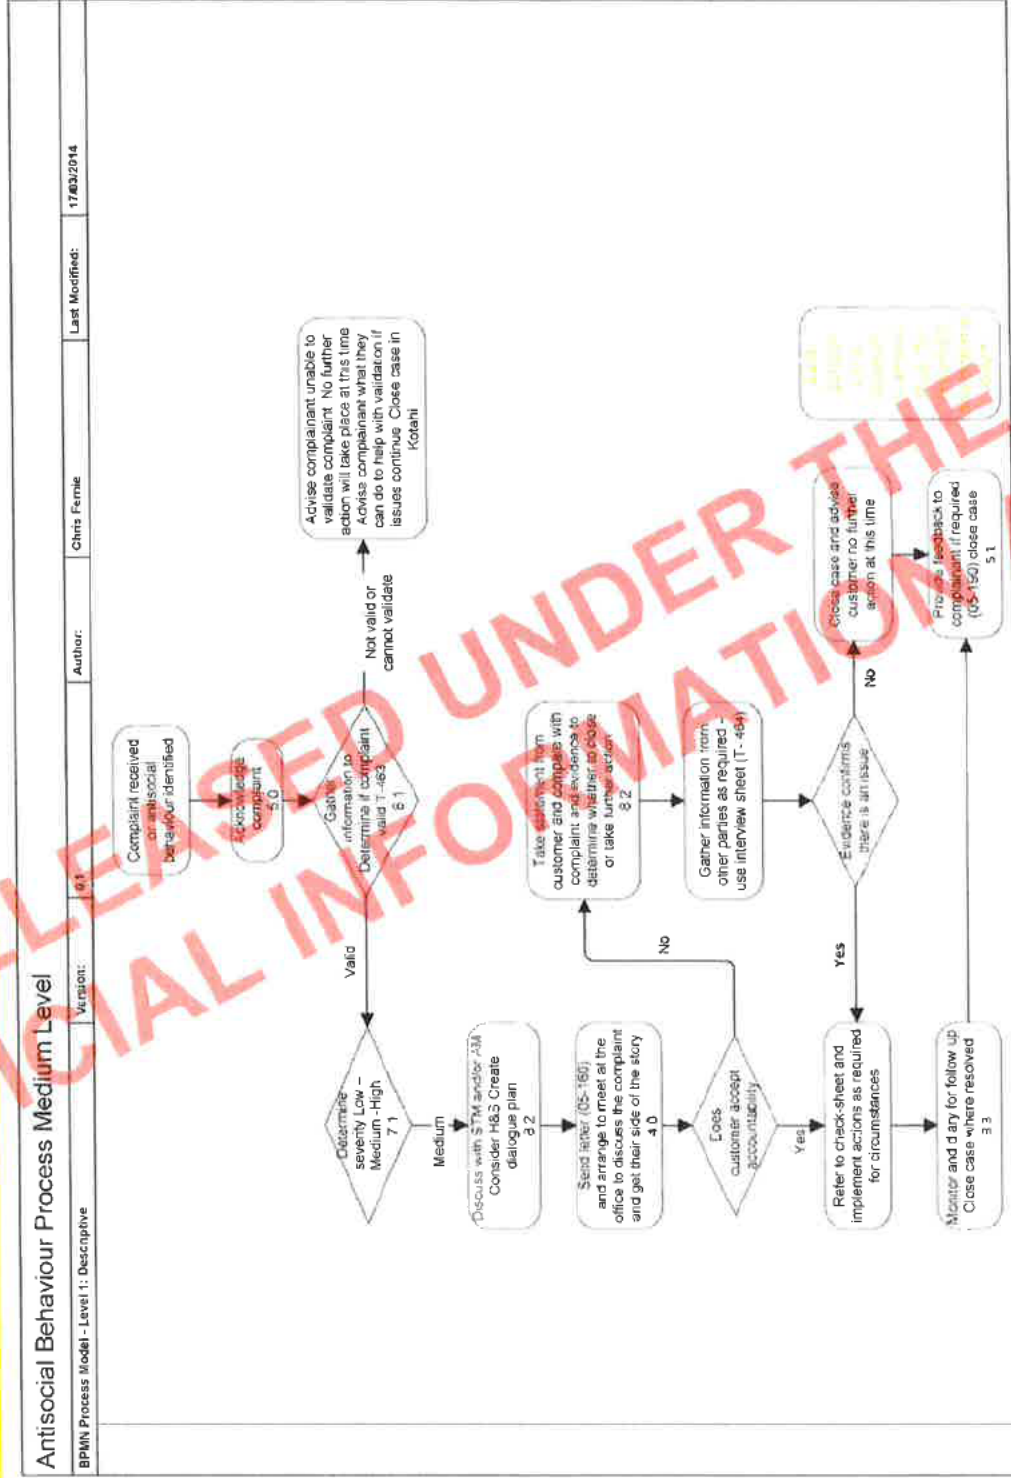 Antisocial Behaviour Process Medium Level
BPMN Process Model - Level 1: Descriptive
Version:
0.1
Author:
Chris Fernie
Last Modified:
17/03/2014
Complaint received
or antisocial
behaviour identified
Acknowledge
complaint
5.0
Gather
information to
Determine if complaint
valid T-463
6.1
Not valid or
cannot validate
Advise complainant unable to
validate complaint No further
action will take place at this time
Advise complainant what they
can do to help with validation if
issues continue Close case in
Kotahi
Valid
Determine
severity Low –
Medium -High
7.1
Medium
Discuss with STM and/or AM
Consider H&S Create
dialogue plan
Send letter (05-160)
and arrange to meet at the
office to discuss the complaint
and get their side of the story
4.0
Does
customer accept
accountability
No
Take statement from
customer and compare with
complaint and evidence to
determine whether to close
or take further action
8.2
Gather information from
other parties as required –
use interview sheet (T- 464)
Evidence confirms
there is an issue
Yes
Yes
Refer to check-sheet and
implement actions as required
for circumstances
No
Close case and advise
customer no further
action at this time
Monitor and diary for follow up
Close case where resolved
Provide feedback to
complainant if required
(05-190) close case
5.1
LEASED UNDER THE
CIAL INFORMATION